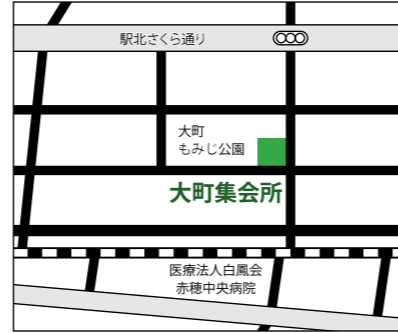 駅北さくら通り
大町
もみじ公園
大町集会所
医療法人白鳳会
赤穂中央病院